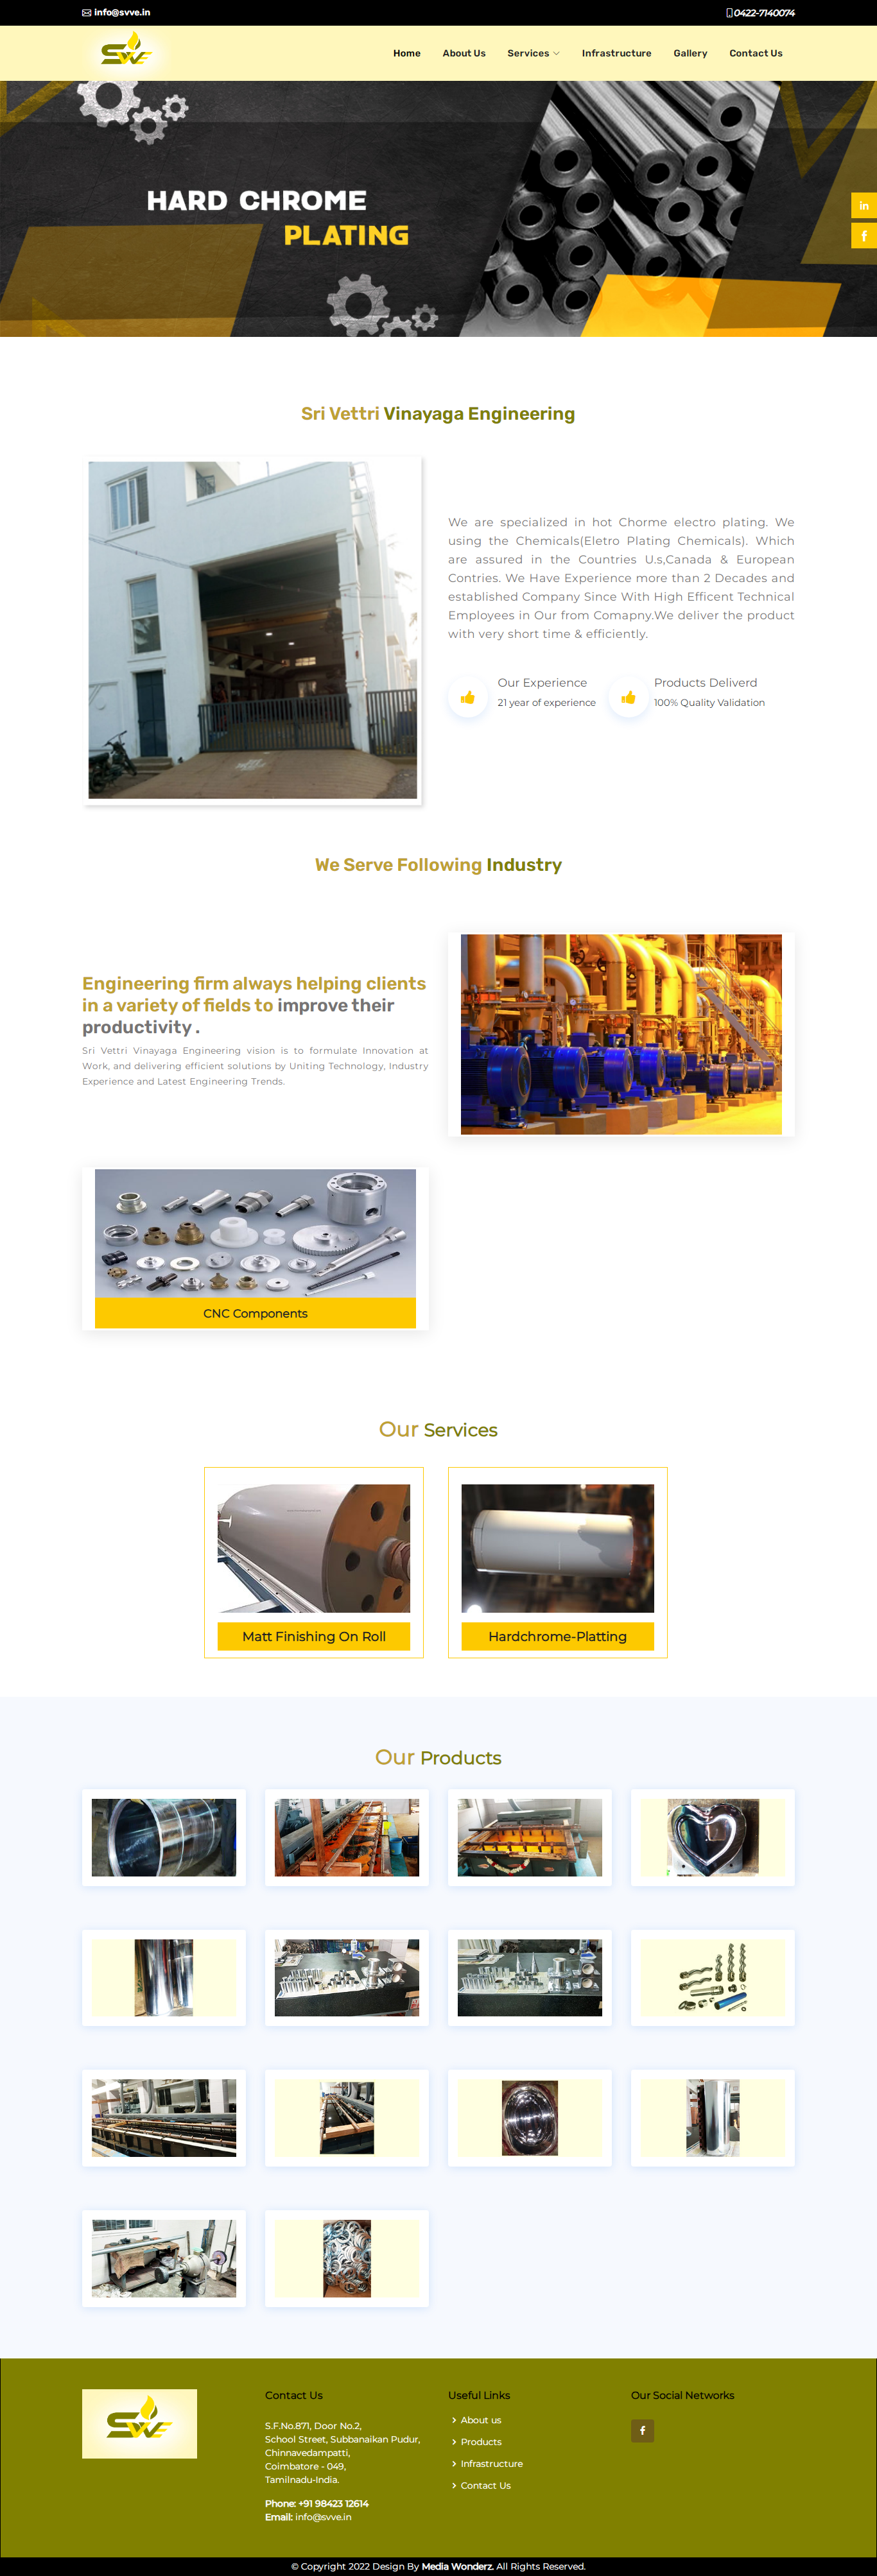 info@svve.in
0422-7140074
SVV
Home
About Us
Services
Infrastructure
Gallery
Contact Us
HARD CHROME
PLATING
Sri Vettri Vinayaga Engineering
We are specialized in hot Chorme electro plating. We
using the Chemicals(Eletro Plating Chemicals). Which
are assured in the Countries U.s,Canada & European
Contries. We Have Experience more than 2 Decades and
established Company Since With High Efficent Technical
Employees in Our from Comapny.We deliver the product
with very short time & efficiently.
Our Experience
21 year of experience
Products Deliverd
100% Quality Validation
We Serve Following Industry
Engineering firm always helping clients
in a variety of fields to improve their
productivity .
Sri Vettri Vinayaga Engineering vision is to formulate Innovation at
Work, and delivering efficient solutions by Uniting Technology, Industry
Experience and Latest Engineering Trends.
CNC Components
Our Services
Matt Finishing On Roll
Hardchrome-Platting
Our Products
Contact Us
S.F.No.871, Door No.2,
School Street, Subbanaikan Pudur,
Chinnavedampatti,
Coimbatore - 049,
Tamilnadu-India.
Phone: +91 98423 12614
Email: info@svve.in
Useful Links
About us
Products
Infrastructure
Contact Us
Our Social Networks
© Copyright 2022 Design By Media Wonderz. All Rights Reserved.